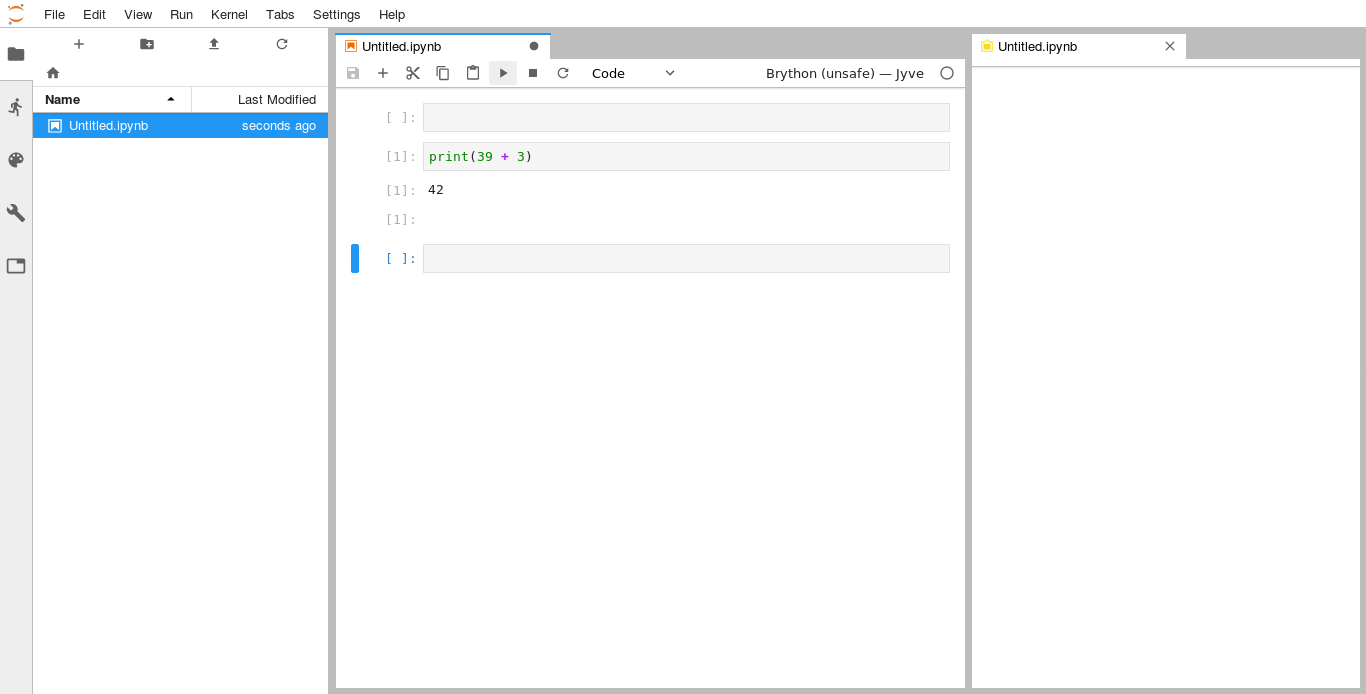 File Edit View Run Kernel Tabs Settings Help
Name Last Modified
Untitled.ipynb seconds ago
Untitled.ipynb
Code Brython (unsafe) — Jyve
[ ]:
[1]: print(39 + 3)
[1]: 42
[1]:
[ ]:
Untitled.ipynb